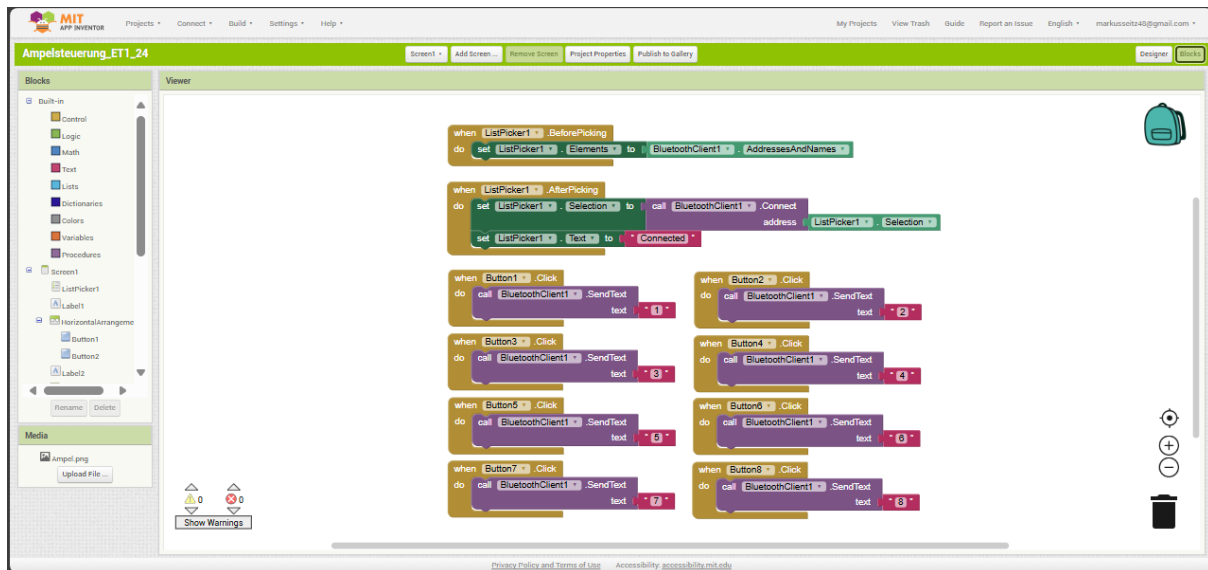 MIT
APP INVENTOR
Projects Connect Build Settings Help My Projects View Trash Guide Report an Issue English markusseitz48@gmail.com
Ampelsteuerung_ET1_24 Screen1 Add Screen ... Remove Screen Project Properties Publish to Gallery Designer Blocks
Blocks Viewer
Built-in
Control
Logic
Math
Text
Lists
Dictionaries
Colors
Variables
Procedures
Screen1
ListPicker1
Label1
HorizontalArrangeme
Button1
Button2
Label2
Rename Delete
Media
Ampel.png
Upload File ...
when ListPicker1 .BeforePicking
do set ListPicker1 . Elements to BluetoothClient1 . AddressesAndNames
when ListPicker1 .AfterPicking
do set ListPicker1 . Selection to call BluetoothClient1 .Connect
address ListPicker1 . Selection
set ListPicker1 . Text to " Connected "
when Button1 .Click
do call BluetoothClient1 .SendText
text " 1 "
when Button2 .Click
do call BluetoothClient1 .SendText
text " 2 "
when Button3 .Click
do call BluetoothClient1 .SendText
text " 3 "
when Button4 .Click
do call BluetoothClient1 .SendText
text " 4 "
when Button5 .Click
do call BluetoothClient1 .SendText
text " 5 "
when Button6 .Click
do call BluetoothClient1 .SendText
text " 6 "
when Button7 .Click
do call BluetoothClient1 .SendText
text " 7 "
when Button8 .Click
do call BluetoothClient1 .SendText
text " 8 "
0 0
Show Warnings
Privacy Policy and Terms of Use Accessibility: accessibility.mit.edu